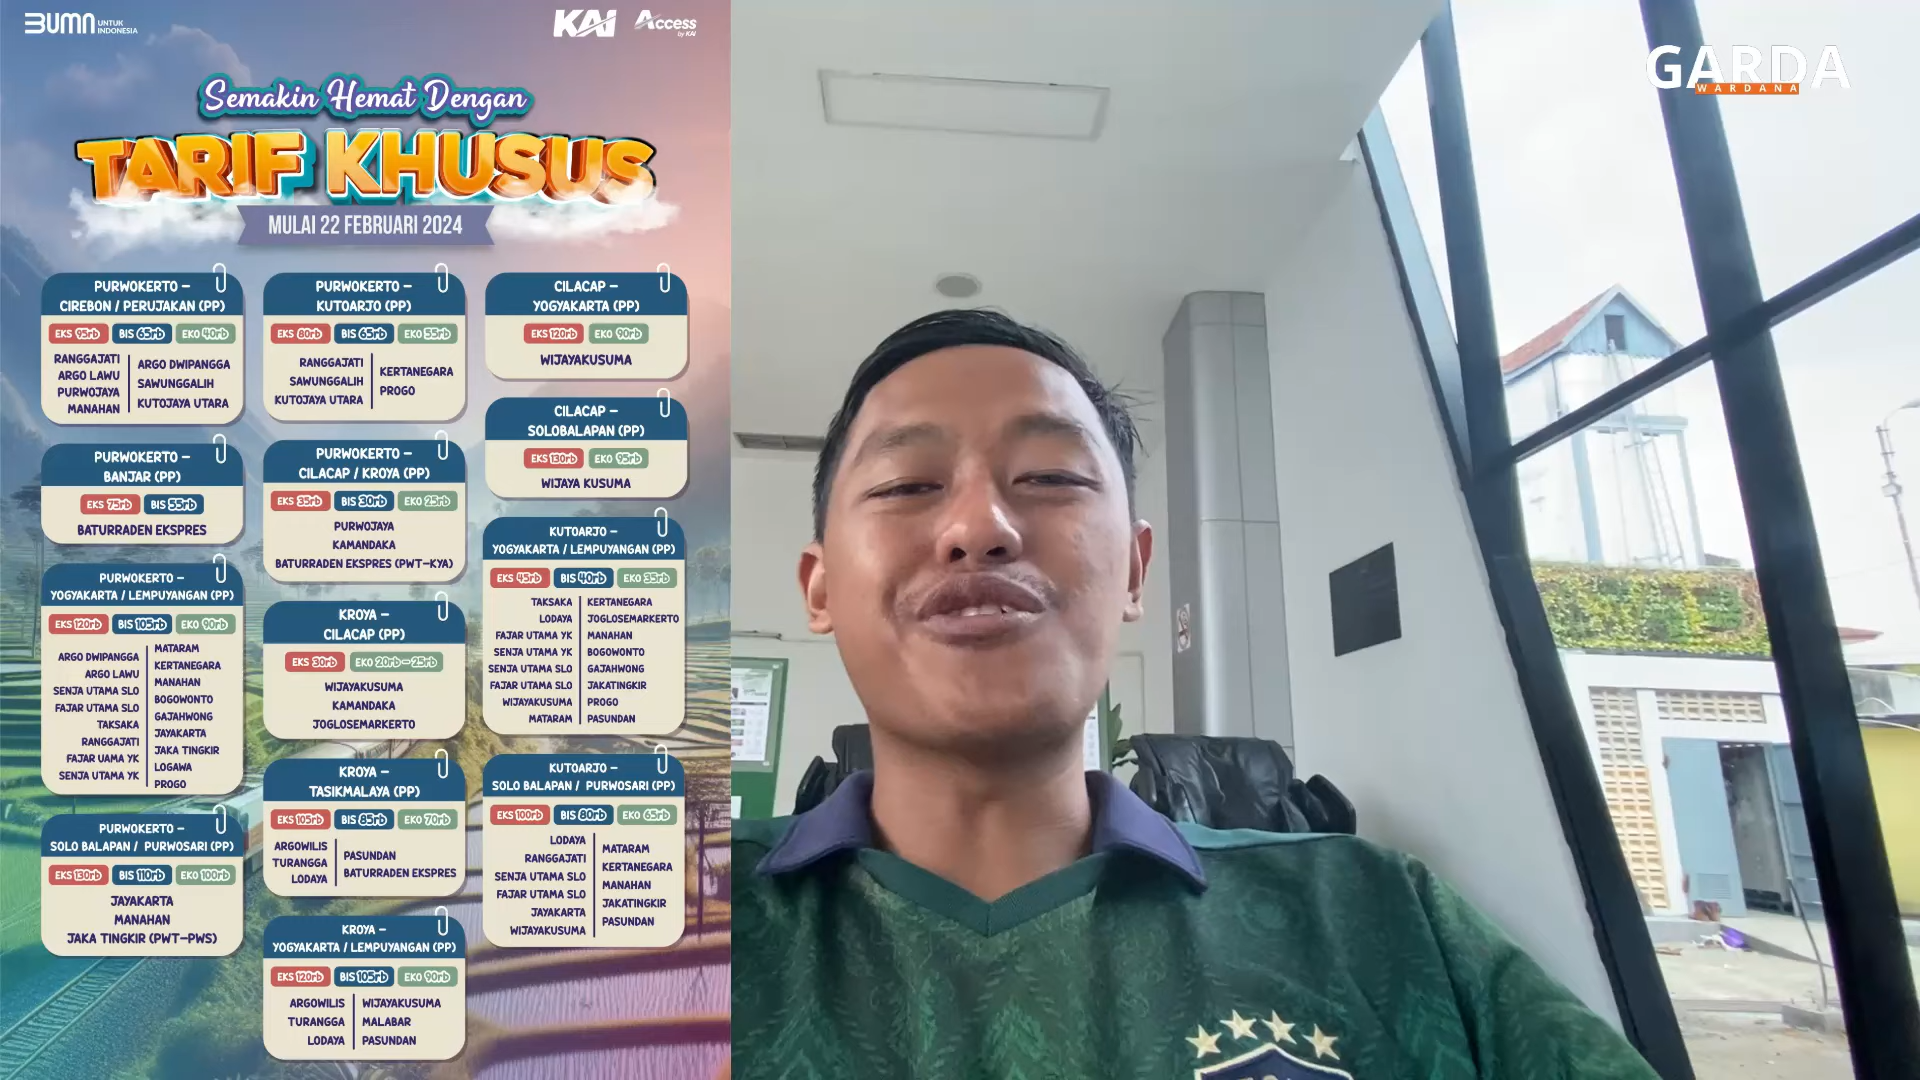 BUMN UNTUK INDONESIA
KAI
Access
by KAI
Semakin Hemat Dengan
TARIF KHUSUS
MULAI 22 FEBRUARI 2024
PURWOKERTO –
CIREBON / PERUJAKAN (PP)
EKS 95rb BIS 65rb EKO 40rb
RANGGAJATI
ARGO LAWU
PURWOJAYA
MANAHAN
ARGO DWIPANGGA
SAWUNGGALIH
KUTOJAYA UTARA
PURWOKERTO –
BANJAR (PP)
EKS 75rb BIS 55rb
BATURRADEN EKSPRES
PURWOKERTO –
YOGYAKARTA / LEMPUYANGAN (PP)
EKS 120rb BIS 105rb EKO 90rb
ARGO DWIPANGGA
ARGO LAWU
SENJA UTAMA SLO
FAJAR UTAMA SLO
TAKSAKA
RANGGAJATI
FAJAR UAMA YK
SENJA UTAMA YK
MATARAM
KERTANEGARA
MANAHAN
BOGOWONTO
GAJAHWONG
JAYAKARTA
JAKA TINGKIR
LOGAWA
PROGO
PURWOKERTO –
SOLO BALAPAN / PURWOSARI (PP)
EKS 130rb BIS 110rb EKO 100rb
JAYAKARTA
MANAHAN
JAKA TINGKIR (PWT-PWS)
PURWOKERTO –
KUTOARJO (PP)
EKS 80rb BIS 65rb EKO 55rb
RANGGAJATI
SAWUNGGALIH
KUTOJAYA UTARA
KERTANEGARA
PROGO
PURWOKERTO –
CILACAP / KROYA (PP)
EKS 35rb BIS 30rb EKO 25rb
PURWOJAYA
KAMANDAKA
BATURRADEN EKSPRES (PWT-KYA)
KROYA –
CILACAP (PP)
EKS 30rb EKO 20rb-25rb
WIJAYAKUSUMA
KAMANDAKA
JOGLOSEMARKERTO
KROYA –
TASIKMALAYA (PP)
EKS 105rb BIS 85rb EKO 70rb
ARGOWILIS
TURANGGA
LODAYA
PASUNDAN
BATURRADEN EKSPRES
KROYA –
YOGYAKARTA / LEMPUYANGAN (PP)
EKS 120rb BIS 105rb EKO 90rb
ARGOWILIS
TURANGGA
LODAYA
WIJAYAKUSUMA
MALABAR
PASUNDAN
CILACAP –
YOGYAKARTA (PP)
EKS 120rb EKO 90rb
WIJAYAKUSUMA
CILACAP –
SOLOBALAPAN (PP)
EKS 130rb EKO 95rb
WIJAYA KUSUMA
KUTOARJO –
YOGYAKARTA / LEMPUYANGAN (PP)
EKS 45rb BIS 40rb EKO 35rb
TAKSAKA
LODAYA
FAJAR UTAMA YK
SENJA UTAMA YK
SENJA UTAMA SLO
FAJAR UTAMA SLO
WIJAYAKUSUMA
MATARAM
KERTANEGARA
JOGLOSEMARKERTO
MANAHAN
BOGOWONTO
GAJAHWONG
JAKATINGKIR
PROGO
PASUNDAN
KUTOARJO –
SOLO BALAPAN / PURWOSARI (PP)
EKS 100rb BIS 80rb EKO 65rb
LODAYA
RANGGAJATI
SENJA UTAMA SLO
FAJAR UTAMA SLO
JAYAKARTA
WIJAYAKUSUMA
MATARAM
KERTANEGARA
MANAHAN
JAKATINGKIR
PASUNDAN
GARDA
WARDANA